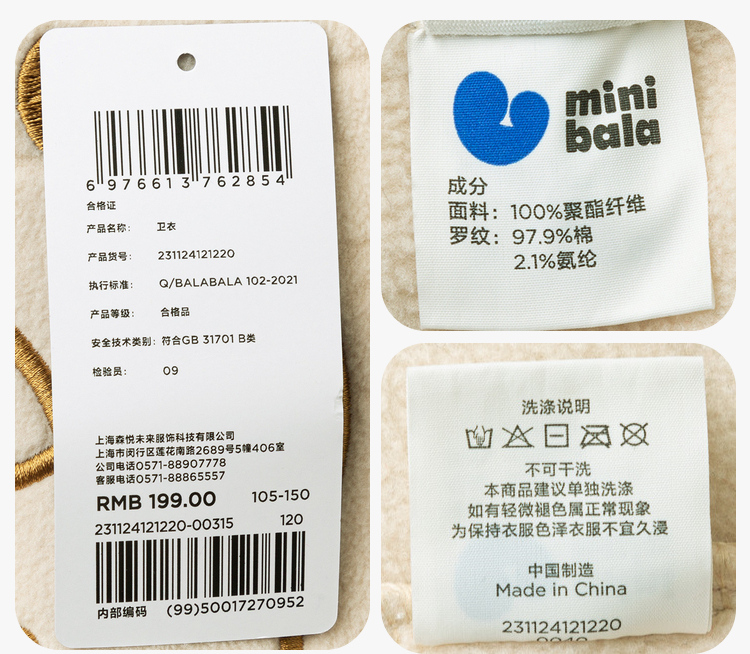 6976613762854
合格证
产品名称: 卫衣
产品货号: 231124121220
执行标准: Q/BALABALA 102-2021
产品等级: 合格品
安全技术类别: 符合GB 31701 B类
检验员: 09
上海森悦未来服饰科技有限公司
上海市闵行区莲花南路2689号5幢406室
公司电话0571-88907778
客服电话0571-88865557
RMB 199.00 105-150
231124121220-00315 120
内部编码 (99)50017270952
mini
bala
成分
面料: 100%聚酯纤维
罗纹: 97.9%棉
2.1%氨纶
洗涤说明
不可干洗
本商品建议单独洗涤
如有轻微褪色属正常现象
为保持衣服色泽衣服不宜久浸
中国制造
Made in China
231124121220